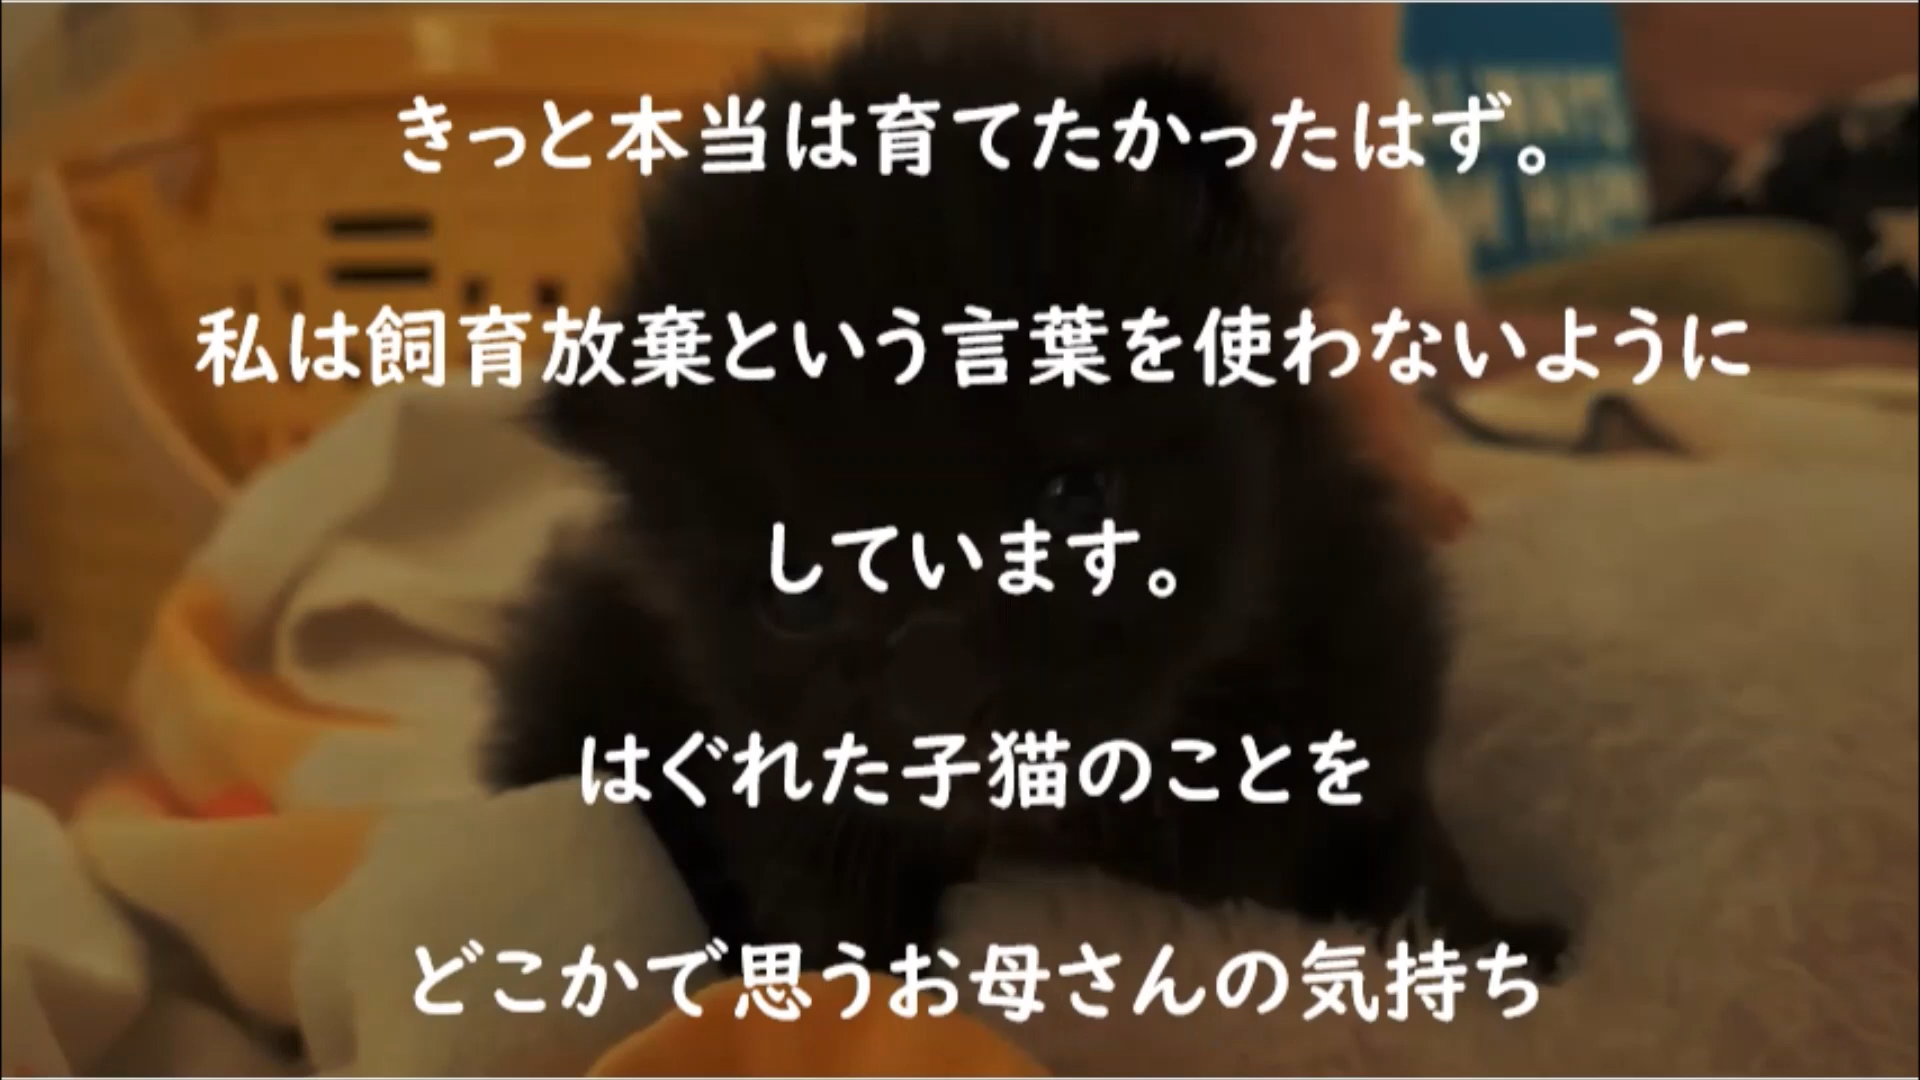 きっと本当は育てたかったはず。
私は飼育放棄という言葉を使わないように
しています。
はぐれた子猫のことを
どこかで思うお母さんの気持ち